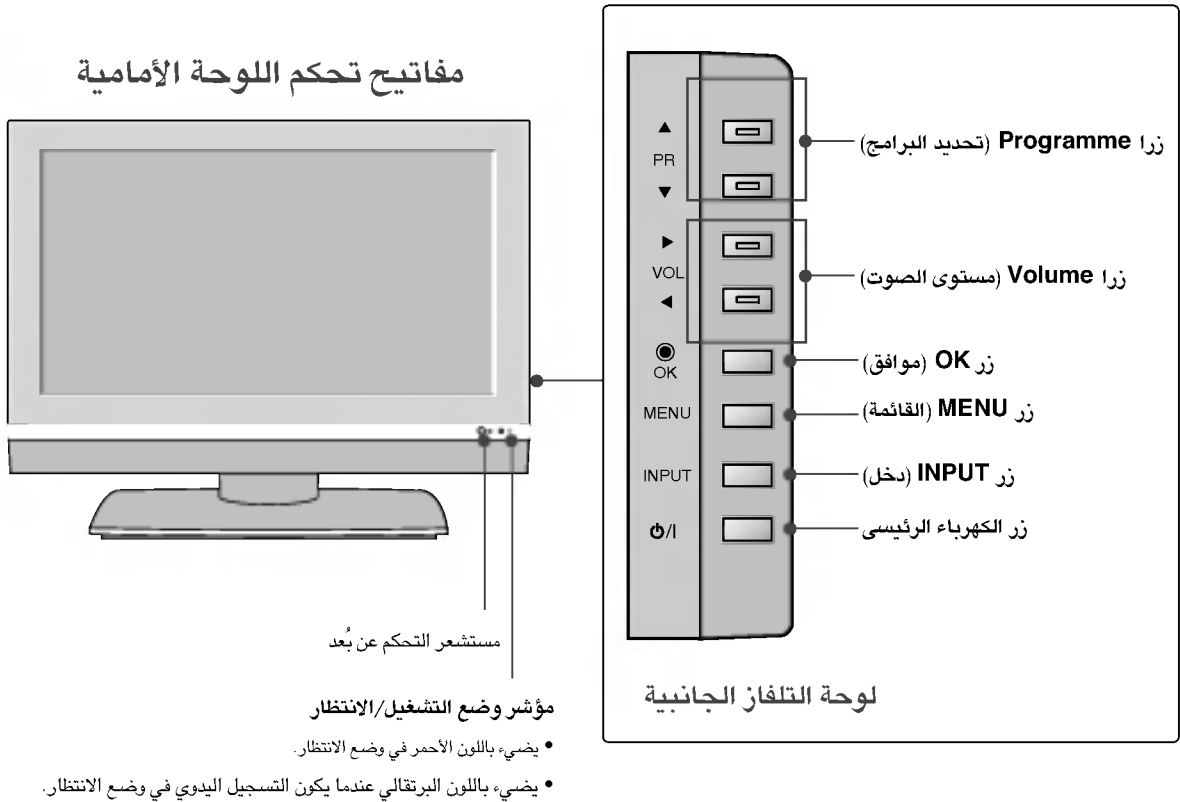 مفاتيح تحكم اللوحة الأمامية
▲
PR
▼
زرا Programme (تحديد البرامج)
►
VOL
◄
زرا Volume (مستوى الصوت)
OK
زر OK (موافق)
MENU
زر MENU (القائمة)
INPUT
زر INPUT (دخل)
⏻/I
زر الكهرباء الرئيسى
لوحة التلفاز الجانبية
مستشعر التحكم عن بُعد
مؤشر وضع التشغيل/الانتظار
• يضيء باللون الأحمر في وضع الانتظار.
• يضيء باللون البرتقالي عندما يكون التسجيل اليدوي في وضع الانتظار.